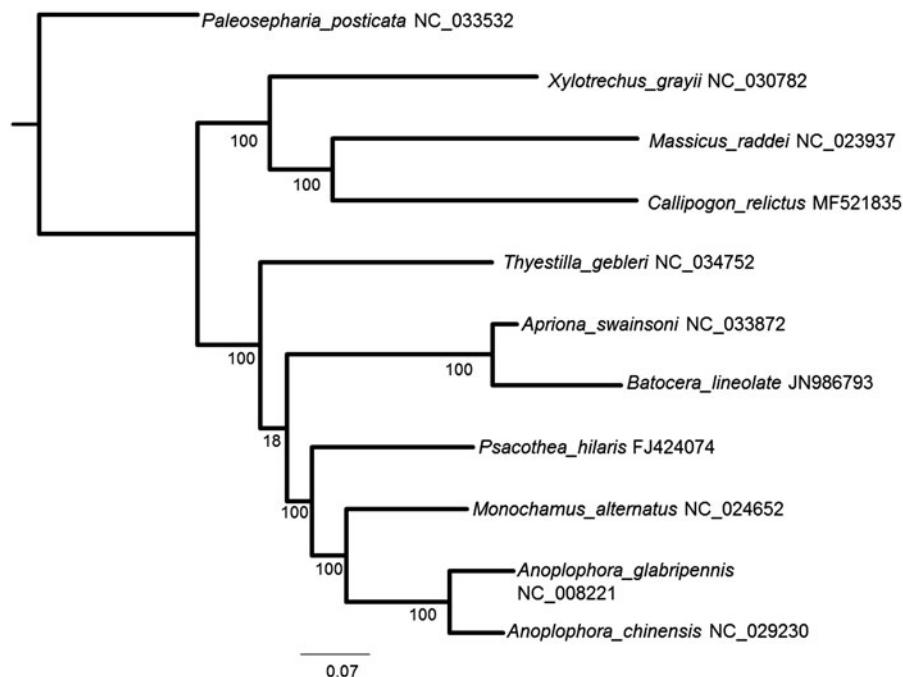 Paleosepharia_posticata NC_033532
Xylotrechus_grayii NC_030782
100
Massicus_raddei NC_023937
100
Callipogon_relictus MF521835
Thyestilla_gebleri NC_034752
Apriona_swainsoni NC_033872
100
100
Batocera_lineolate JN986793
18
Psacothea_hilaris FJ424074
100
Monochamus_alternatus NC_024652
100
Anoplophora_glabripennis
NC_008221
100
Anoplophora_chinensis NC_029230
0.07